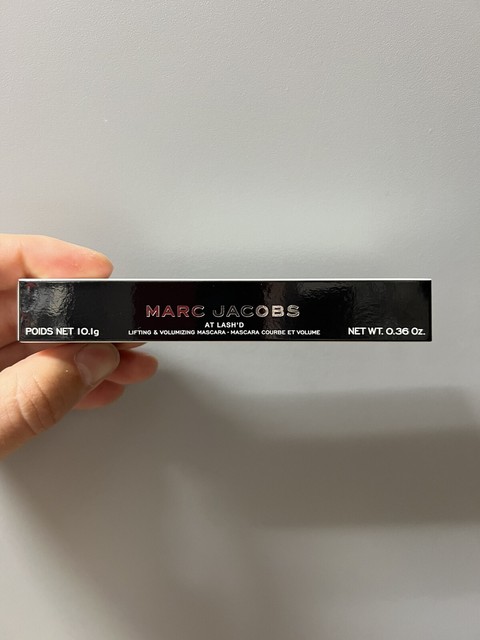 MARC JACOBS
AT LASH'D
POIDS NET 10.1g
LIFTING & VOLUMIZING MASCARA - MASCARA COURBE ET VOLUME
NET WT. 0.36 Oz.